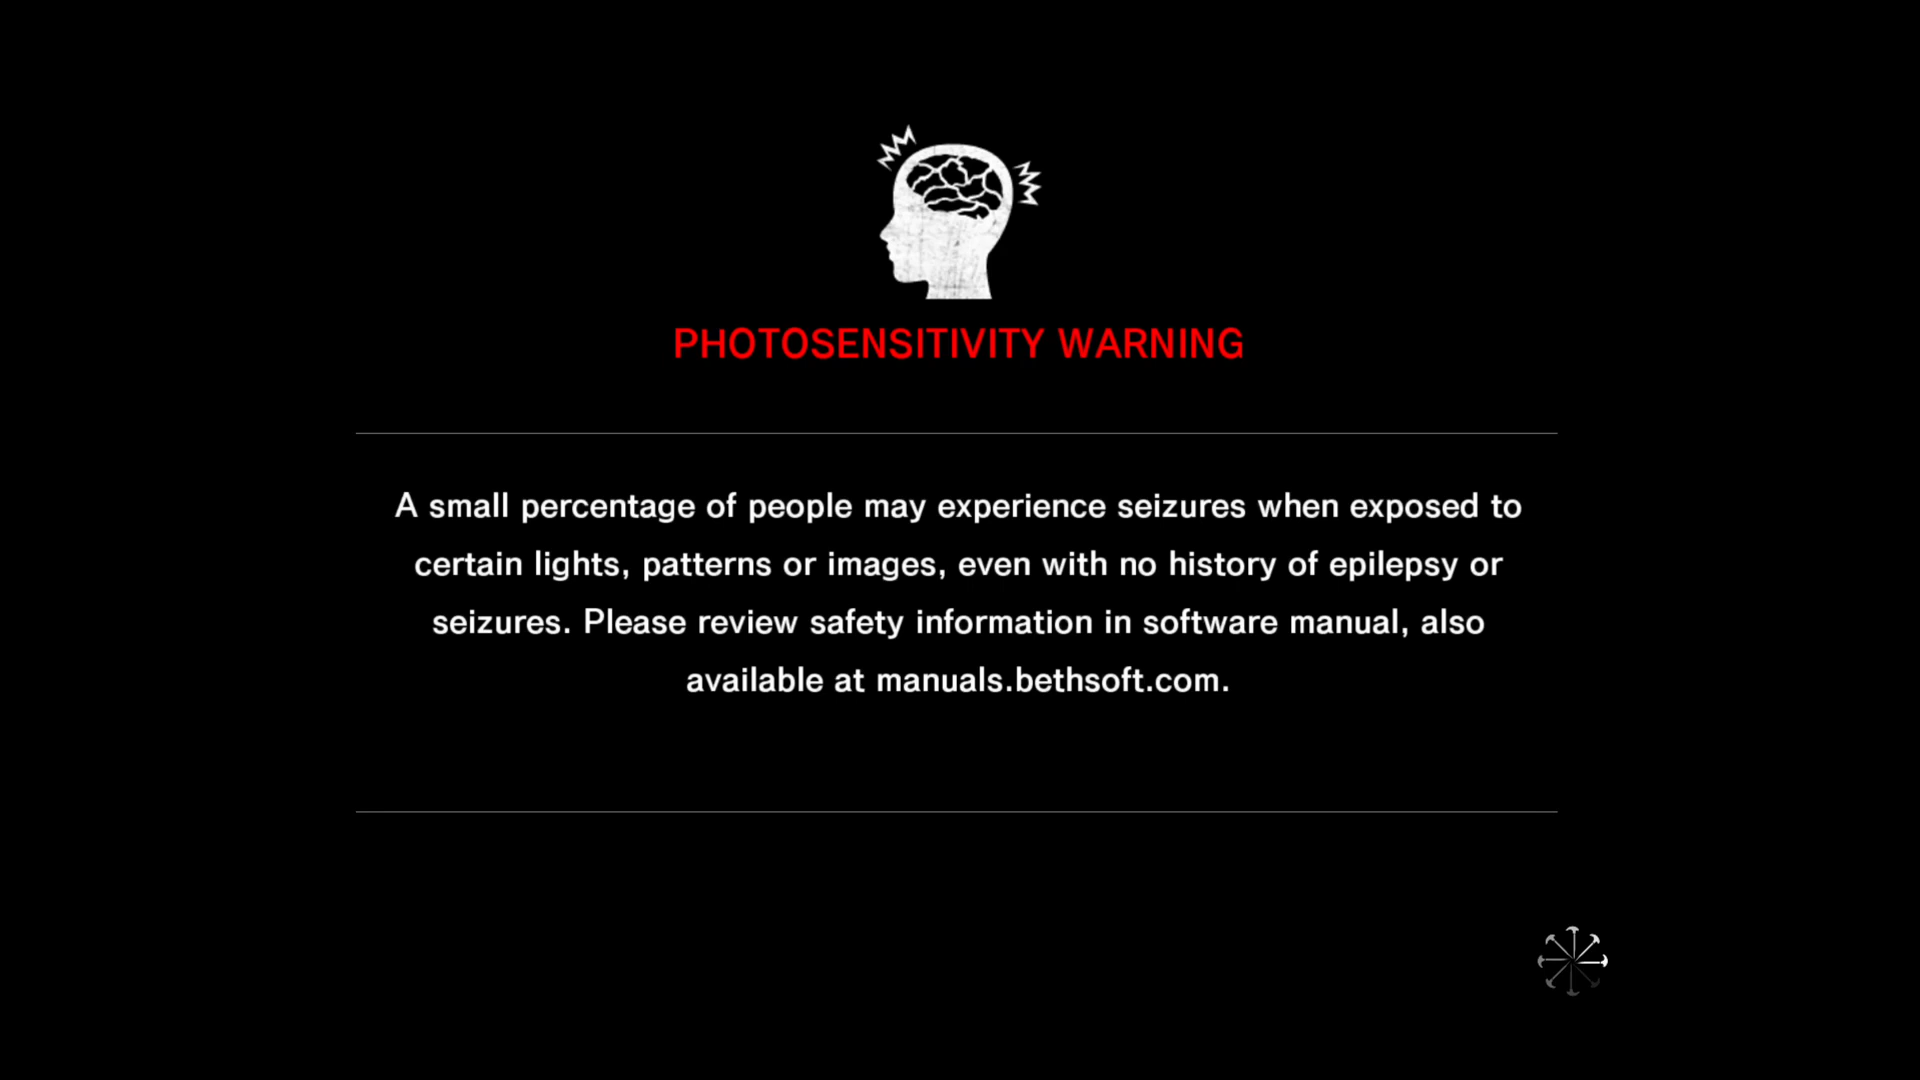 PHOTOSENSITIVITY WARNING
A small percentage of people may experience seizures when exposed to
certain lights, patterns or images, even with no history of epilepsy or
seizures. Please review safety information in software manual, also
available at manuals.bethsoft.com.